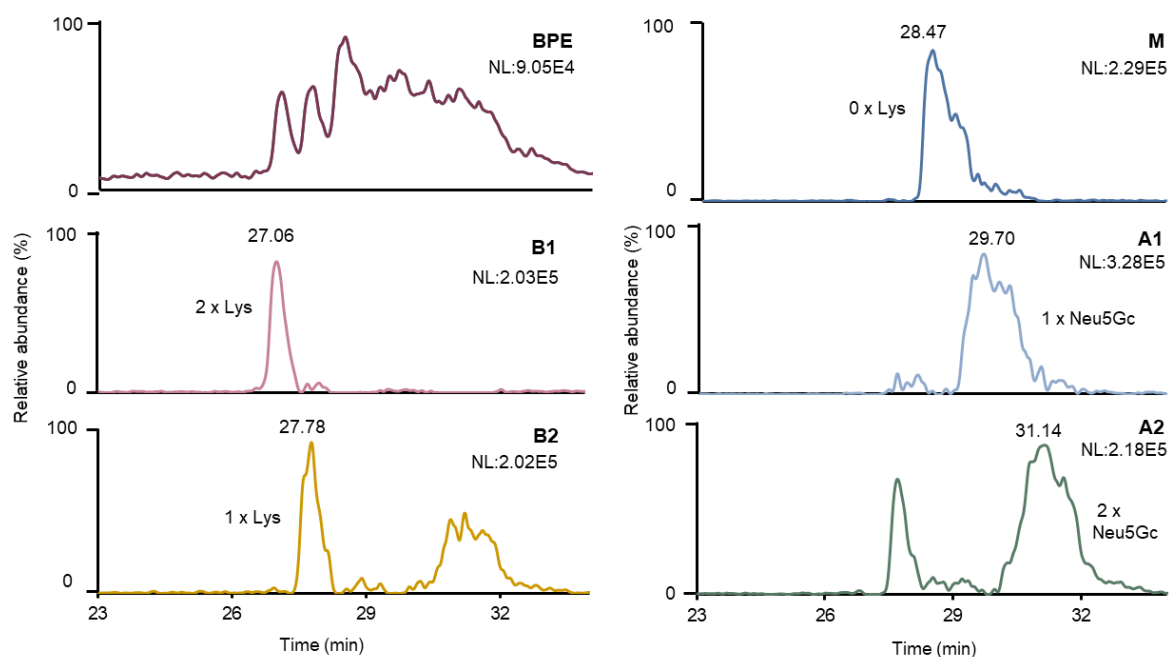 100
BPE
NL:9.05E4
0
100
27.06
B1
NL:2.03E5
2 x Lys
0
100
27.78
B2
NL:2.02E5
1 x Lys
0
23
26
29
32
Time (min)
Relative abundance (%)
100
28.47
M
NL:2.29E5
0 x Lys
0
100
29.70
A1
NL:3.28E5
1 x Neu5Gc
0
100
31.14
A2
NL:2.18E5
2 x
Neu5Gc
0
23
26
29
32
Time (min)
Relative abundance (%)